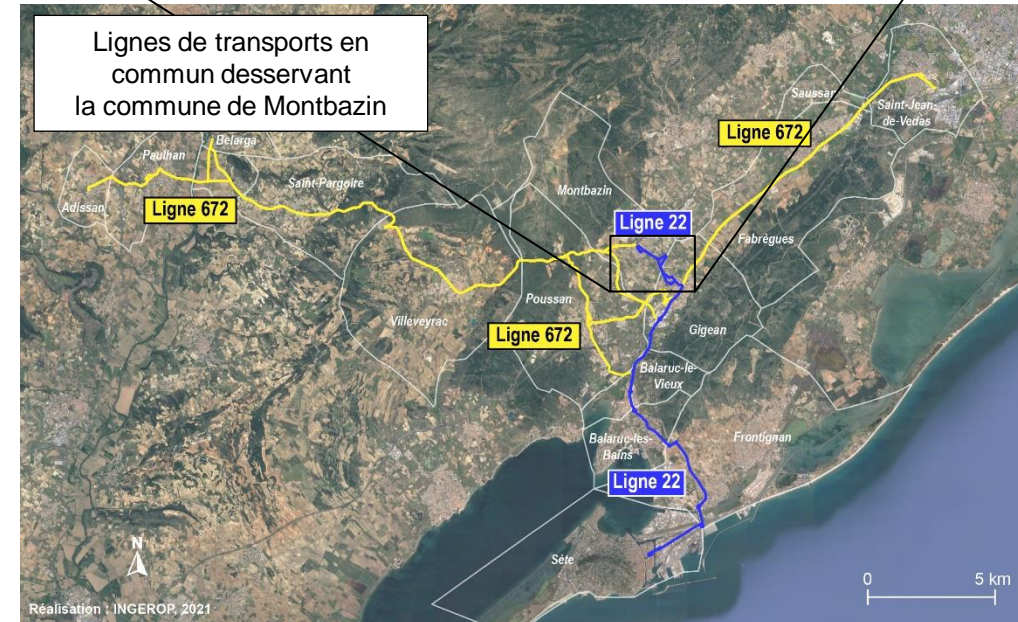 Lignes de transports en
commun desservant
la commune de Montbazin
Saussan
Saint-Jean-
de-Vedas
Ligne 672
Belarga
Paulhan
Saint-Pargoire
Adissan
Ligne 672
Montbazin
Ligne 22
Fabrègues
Poussan
Villeveyrac
Gigean
Ligne 672
Balaruc-le-
Vieux
Balaruc-les-
Bains
Frontignan
Ligne 22
Sète
N
0 5 km
Réalisation : INGEROP, 2021